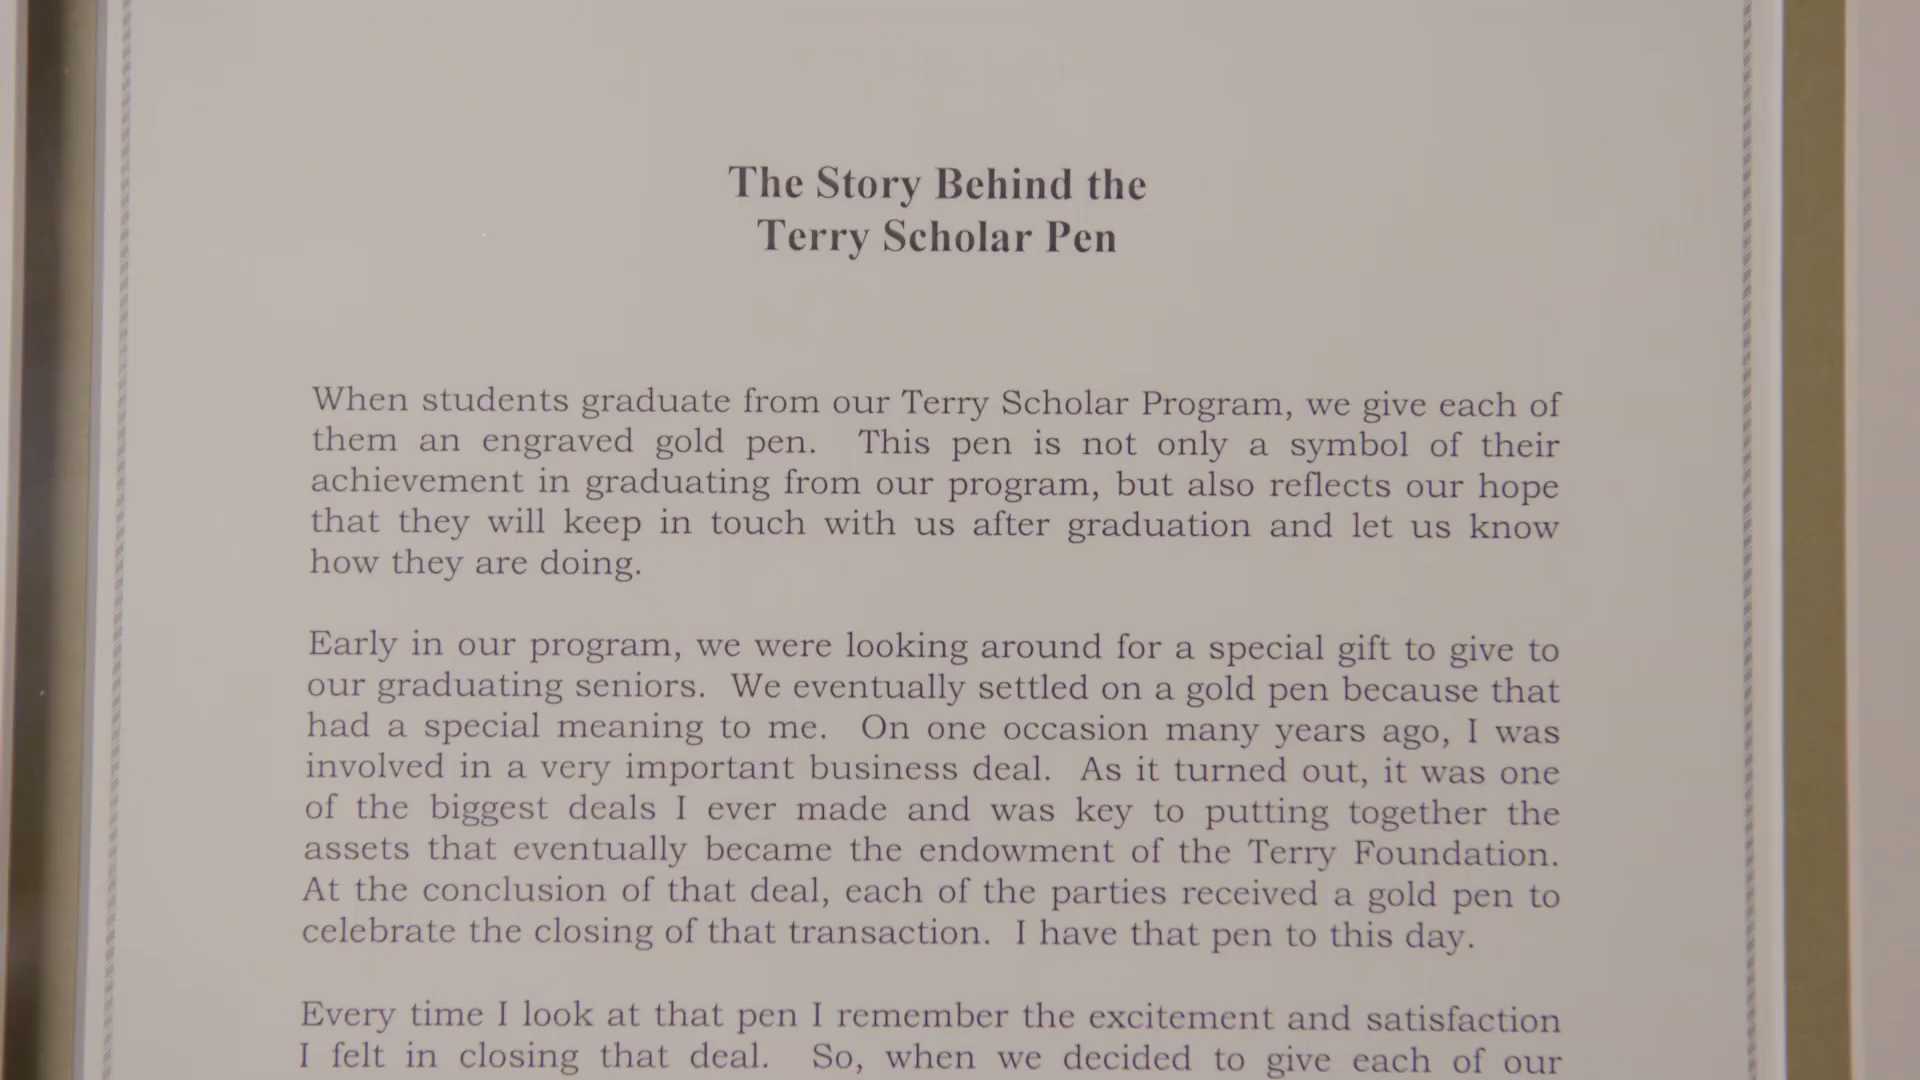 The Story Behind the
Terry Scholar Pen
When students graduate from our Terry Scholar Program, we give each of
them an engraved gold pen. This pen is not only a symbol of their
achievement in graduating from our program, but also reflects our hope
that they will keep in touch with us after graduation and let us know
how they are doing.
Early in our program, we were looking around for a special gift to give to
our graduating seniors. We eventually settled on a gold pen because that
had a special meaning to me. On one occasion many years ago, I was
involved in a very important business deal. As it turned out, it was one
of the biggest deals I ever made and was key to putting together the
assets that eventually became the endowment of the Terry Foundation.
At the conclusion of that deal, each of the parties received a gold pen to
celebrate the closing of that transaction. I have that pen to this day.
Every time I look at that pen I remember the excitement and satisfaction
I felt in closing that deal. So, when we decided to give each of our